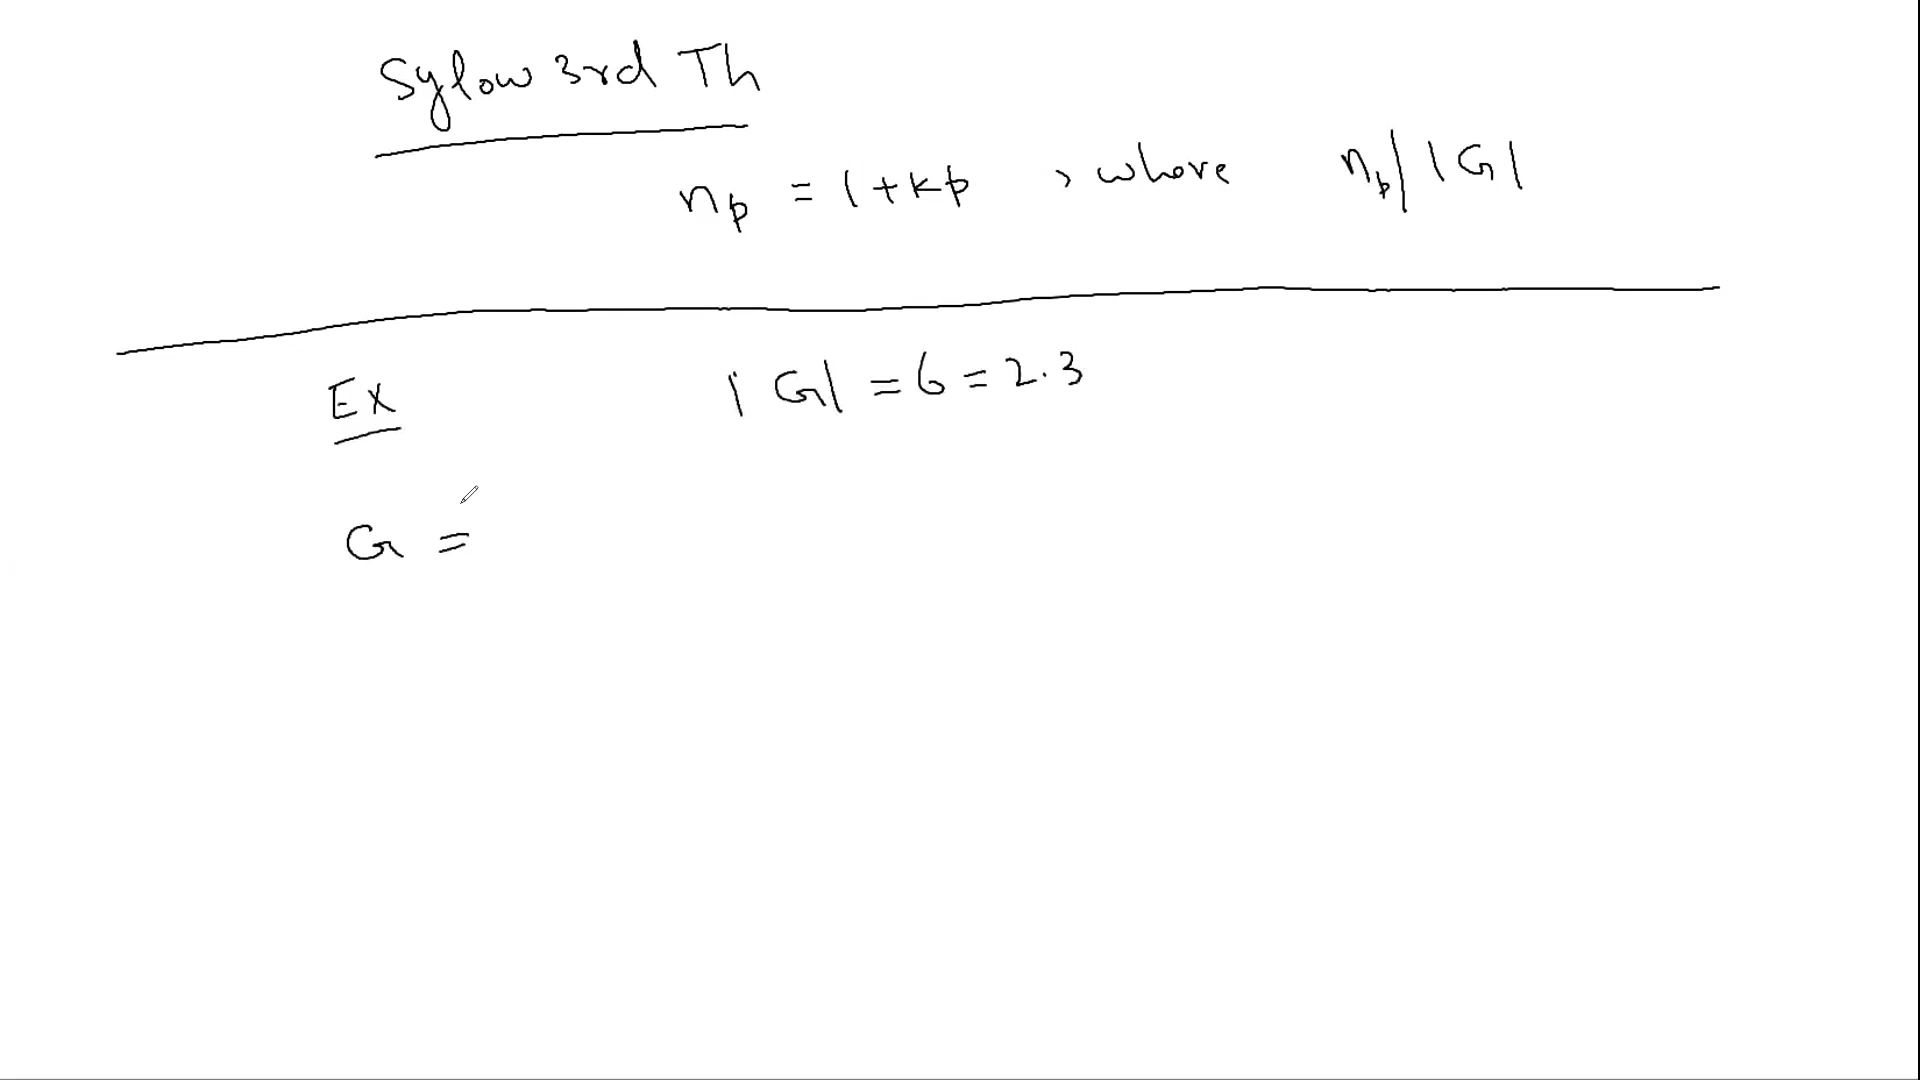 Sylow 3rd Th
n_p = 1 + kp , where n_p / |G|
Ex |G| = 6 = 2.3
G =